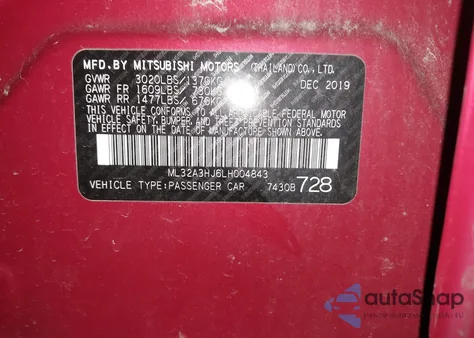 MFD.BY MITSUBISHI MOTORS (THAILAND) CO.,LTD.
GVWR 3020LBS/1370KG DEC 2019
GAWR FR 1609LBS/730KG
GAWR RR 1477LBS/670KG
THIS VEHICLE CONFORMS TO ALL APPLICABLE FEDERAL MOTOR
VEHICLE SAFETY, BUMPER, AND THEFT PREVENTION STANDARDS
IN EFFECT ON THE DATE OF MANUFACTURE SHOWN ABOVE.
ML32A3HJ6LH004843
VEHICLE TYPE:PASSENGER CAR 7430B 728
autoShop